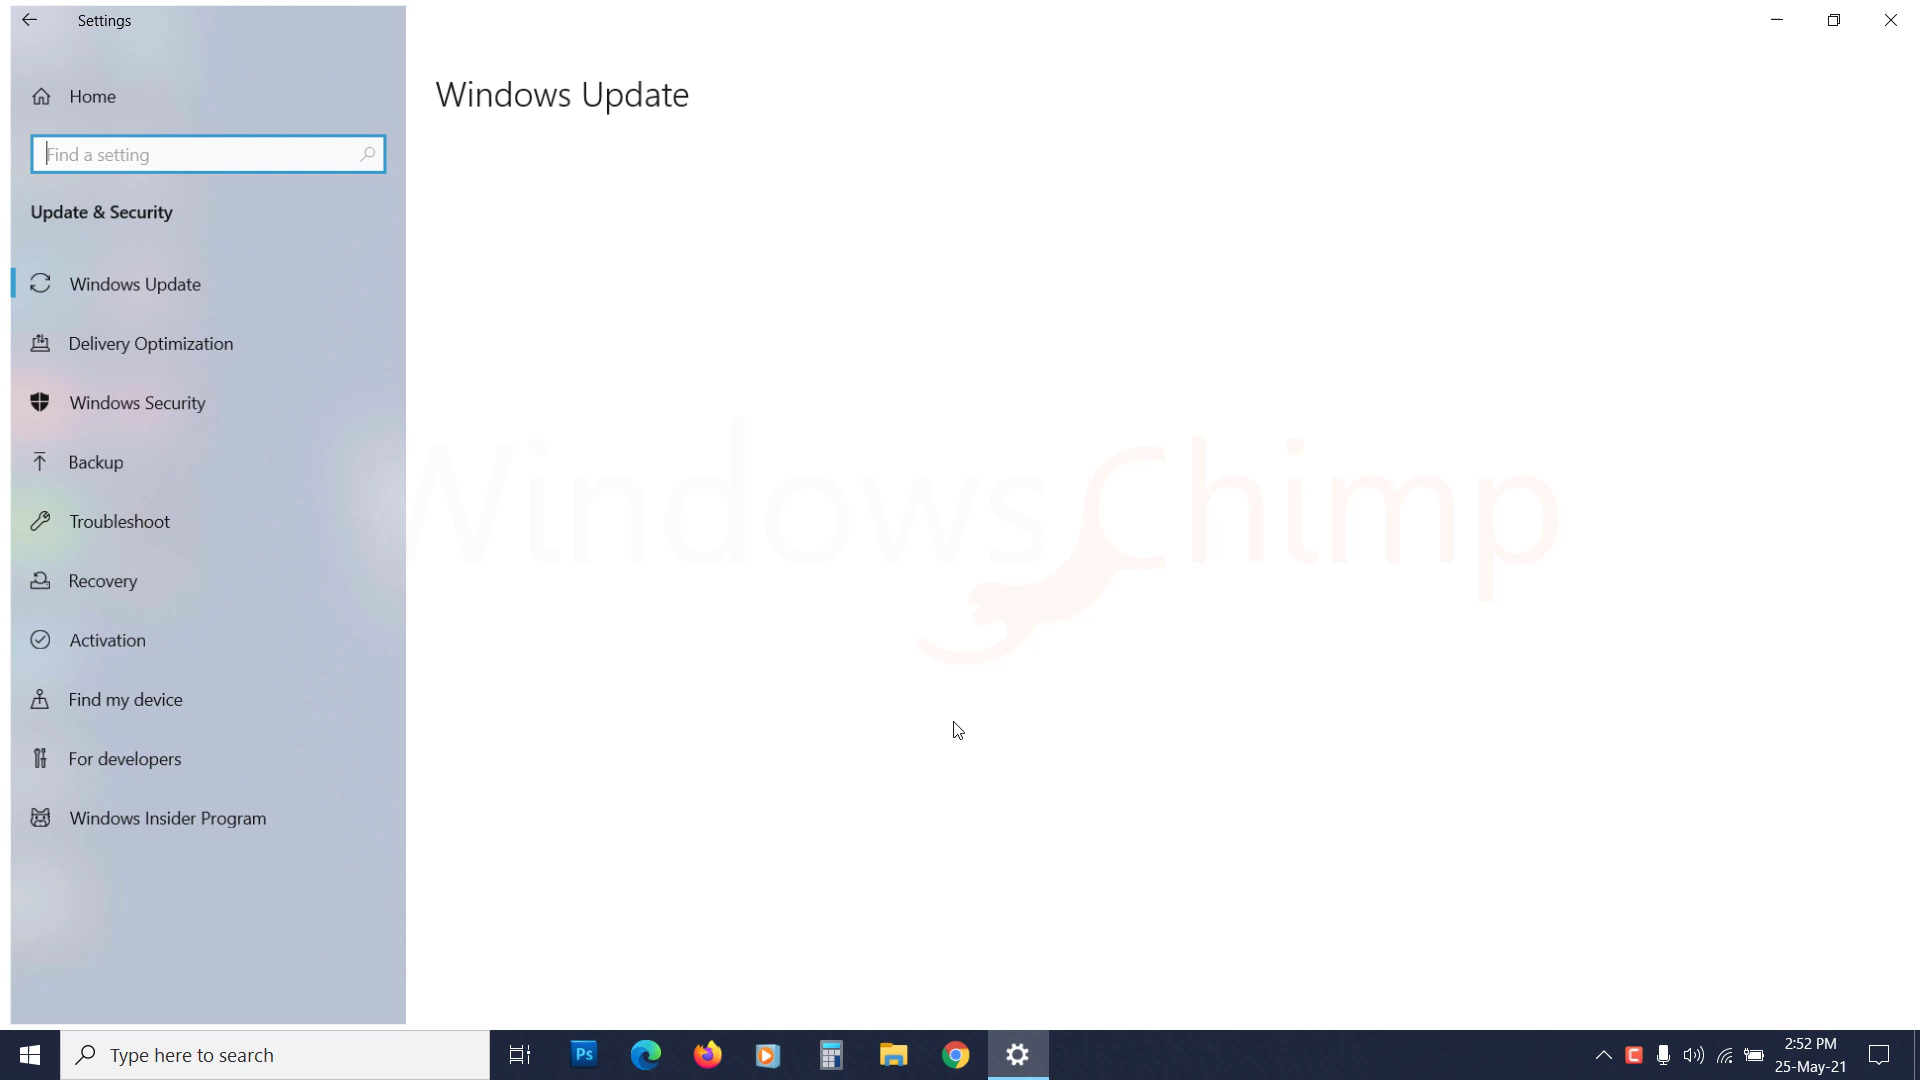 Settings
Home
Find a setting
Update & Security
Windows Update
Delivery Optimization
Windows Security
Backup
Troubleshoot
Recovery
Activation
Find my device
For developers
Windows Insider Program
Windows Update
WindowsChimp
Type here to search
Ps
C
2:52 PM
25-May-21